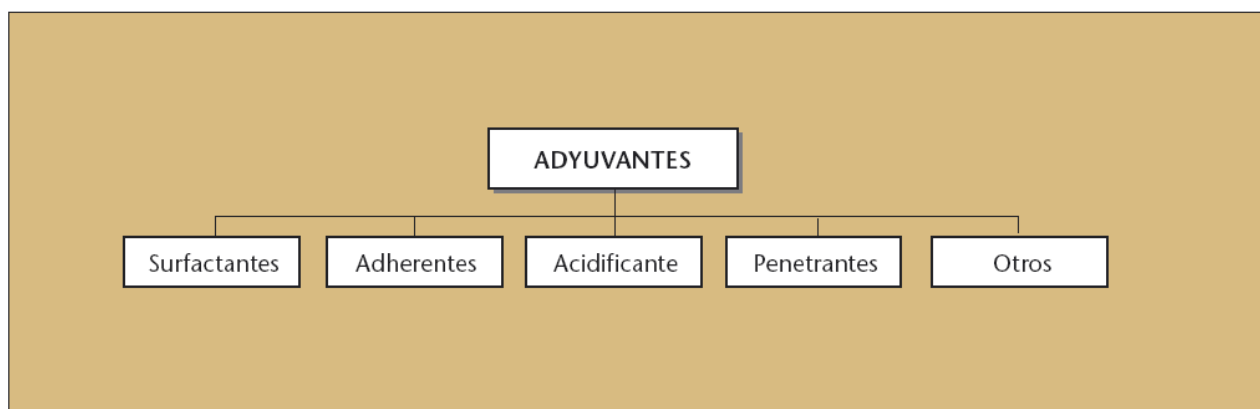 ADYUVANTES
Surfactantes
Adherentes
Acidificante
Penetrantes
Otros